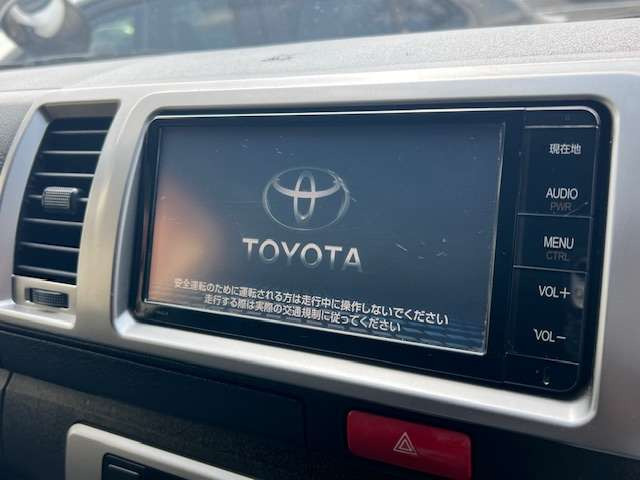 現在地
AUDIO
PWR
MENU
CTRL
VOL+
VOL-
TOYOTA
安全運転のために運転される方は走行中に操作しないでください
走行する際は実際の交通規制に従ってください